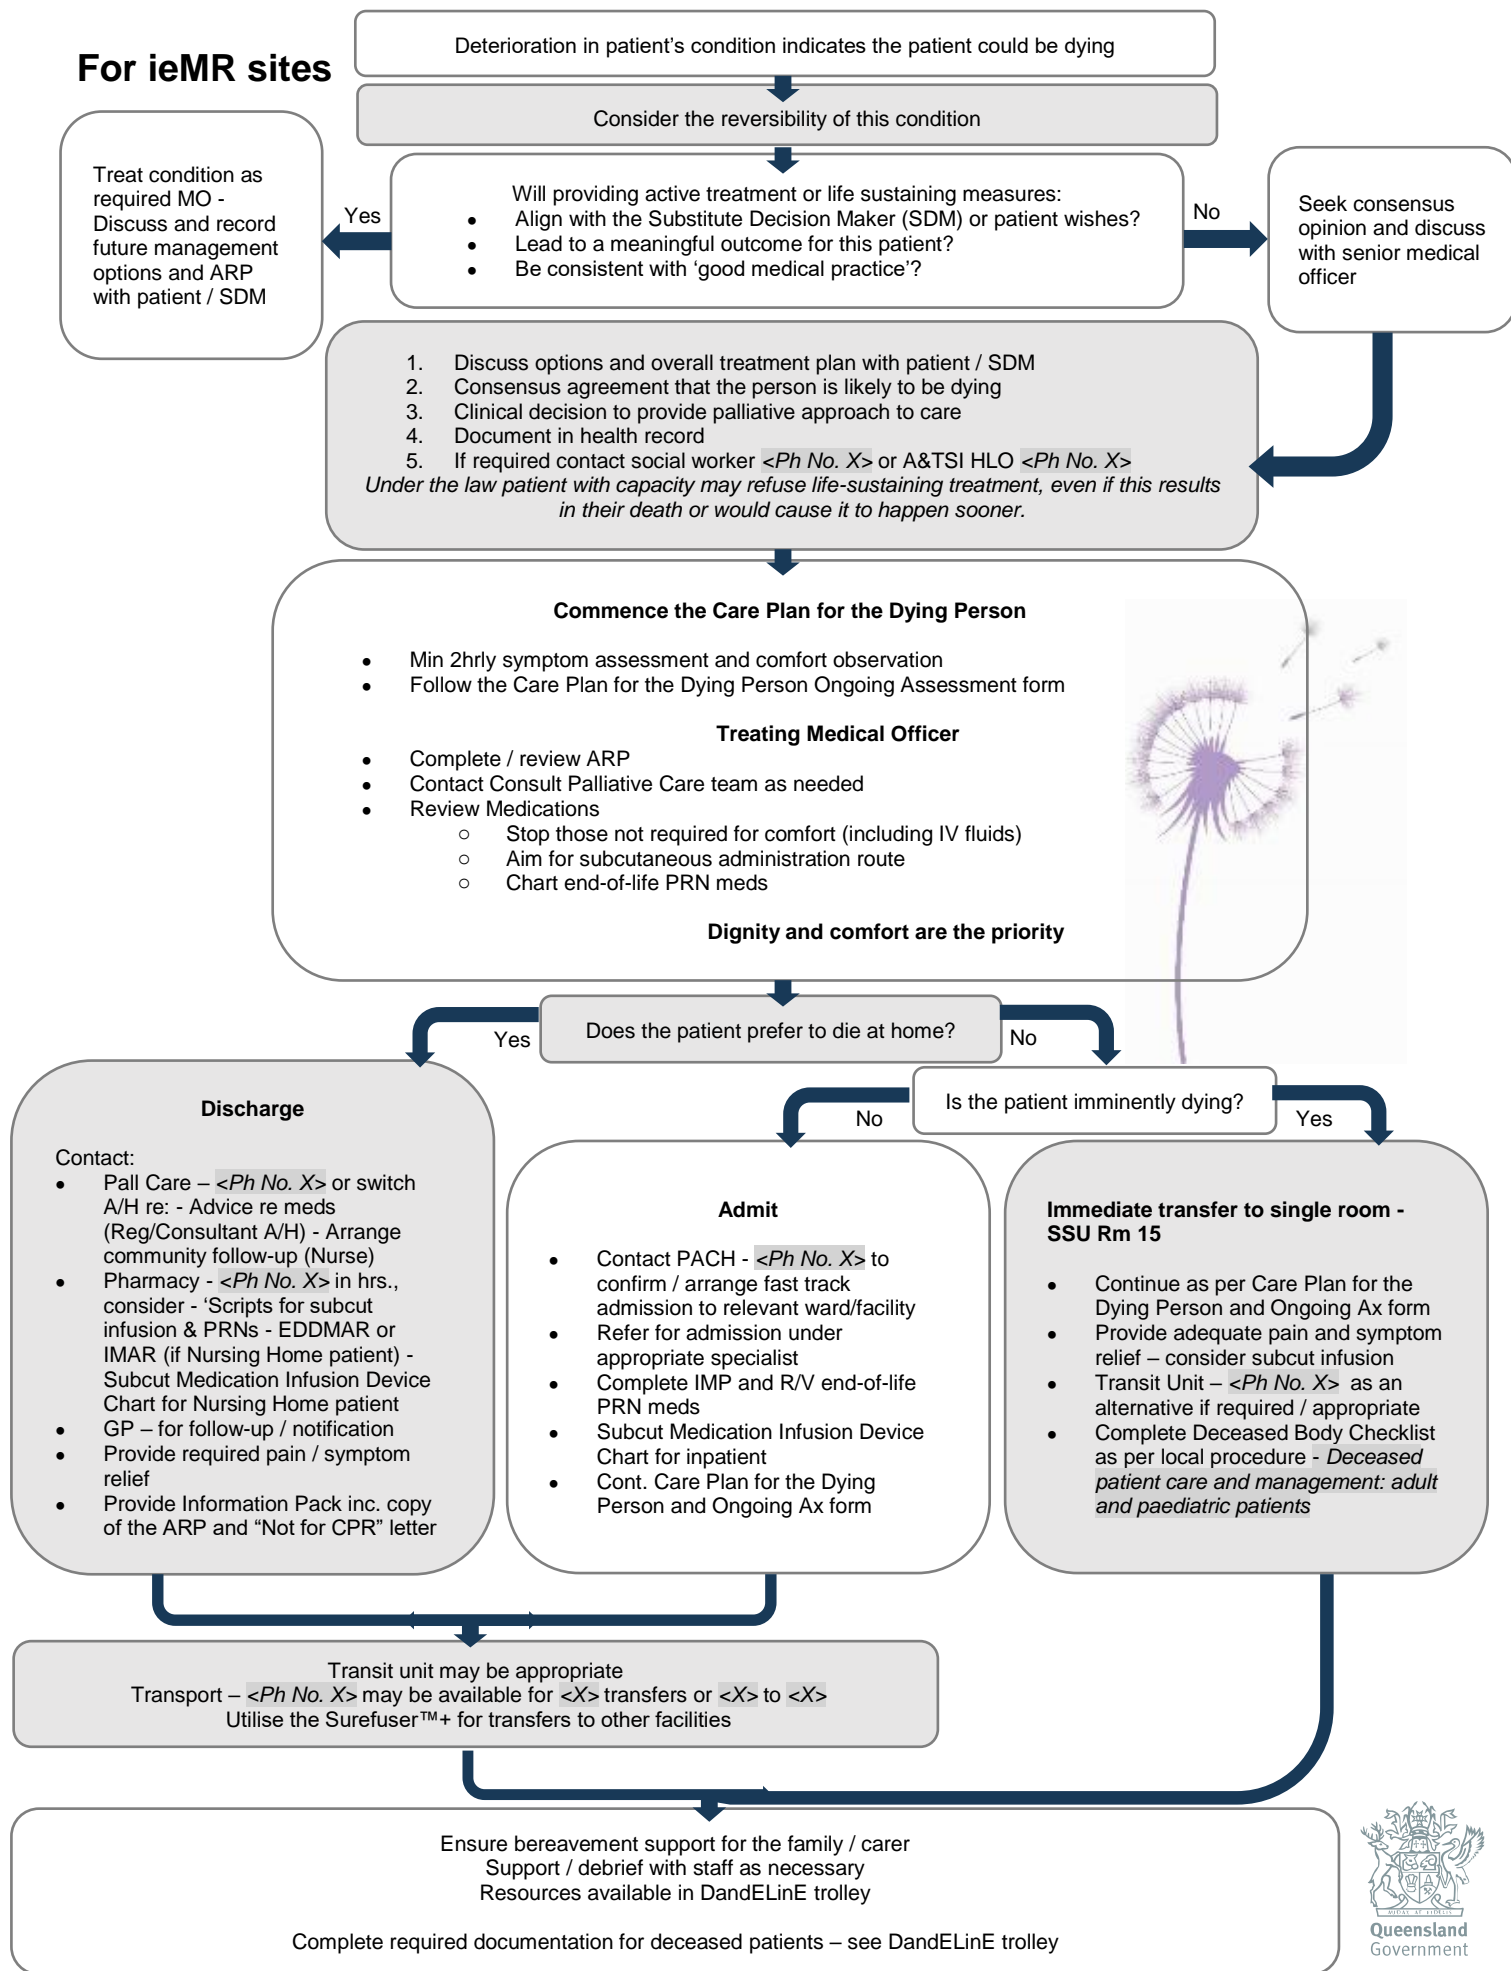 For ieMR sites
Deterioration in patient's condition indicates the patient could be dying
Consider the reversibility of this condition
Treat condition as
required MO -
Discuss and record
future management
options and ARP
with patient / SDM
Yes
Will providing active treatment or life sustaining measures:
● Align with the Substitute Decision Maker (SDM) or patient wishes?
● Lead to a meaningful outcome for this patient?
● Be consistent with ‘good medical practice’?
No
Seek consensus
opinion and discuss
with senior medical
officer
1. Discuss options and overall treatment plan with patient / SDM
2. Consensus agreement that the person is likely to be dying
3. Clinical decision to provide palliative approach to care
4. Document in health record
5. If required contact social worker <Ph No. X> or A&TSI HLO <Ph No. X>
Under the law patient with capacity may refuse life-sustaining treatment, even if this results
in their death or would cause it to happen sooner.
Commence the Care Plan for the Dying Person
● Min 2hrly symptom assessment and comfort observation
● Follow the Care Plan for the Dying Person Ongoing Assessment form
Treating Medical Officer
● Complete / review ARP
● Contact Consult Palliative Care team as needed
● Review Medications
○ Stop those not required for comfort (including IV fluids)
○ Aim for subcutaneous administration route
○ Chart end-of-life PRN meds
Dignity and comfort are the priority
Does the patient prefer to die at home?
Yes
No
Is the patient imminently dying?
No
Yes
Discharge
Contact:
● Pall Care – <Ph No. X> or switch
A/H re: - Advice re meds
(Reg/Consultant A/H) - Arrange
community follow-up (Nurse)
● Pharmacy - <Ph No. X> in hrs.,
consider - ‘Scripts for subcut
infusion & PRNs - EDDMAR or
IMAR (if Nursing Home patient) -
Subcut Medication Infusion Device
Chart for Nursing Home patient
● GP – for follow-up / notification
● Provide required pain / symptom
relief
● Provide Information Pack inc. copy
of the ARP and “Not for CPR” letter
Admit
● Contact PACH - <Ph No. X> to
confirm / arrange fast track
admission to relevant ward/facility
● Refer for admission under
appropriate specialist
● Complete IMP and R/V end-of-life
PRN meds
● Subcut Medication Infusion Device
Chart for inpatient
● Cont. Care Plan for the Dying
Person and Ongoing Ax form
Immediate transfer to single room -
SSU Rm 15
● Continue as per Care Plan for the
Dying Person and Ongoing Ax form
● Provide adequate pain and symptom
relief – consider subcut infusion
● Transit Unit – <Ph No. X> as an
alternative if required / appropriate
● Complete Deceased Body Checklist
as per local procedure - Deceased
patient care and management: adult
and paediatric patients
Transit unit may be appropriate
Transport – <Ph No. X> may be available for <X> transfers or <X> to <X>
Utilise the Surefuser™+ for transfers to other facilities
Ensure bereavement support for the family / carer
Support / debrief with staff as necessary
Resources available in DandELinE trolley
Complete required documentation for deceased patients – see DandELinE trolley
Queensland
Government